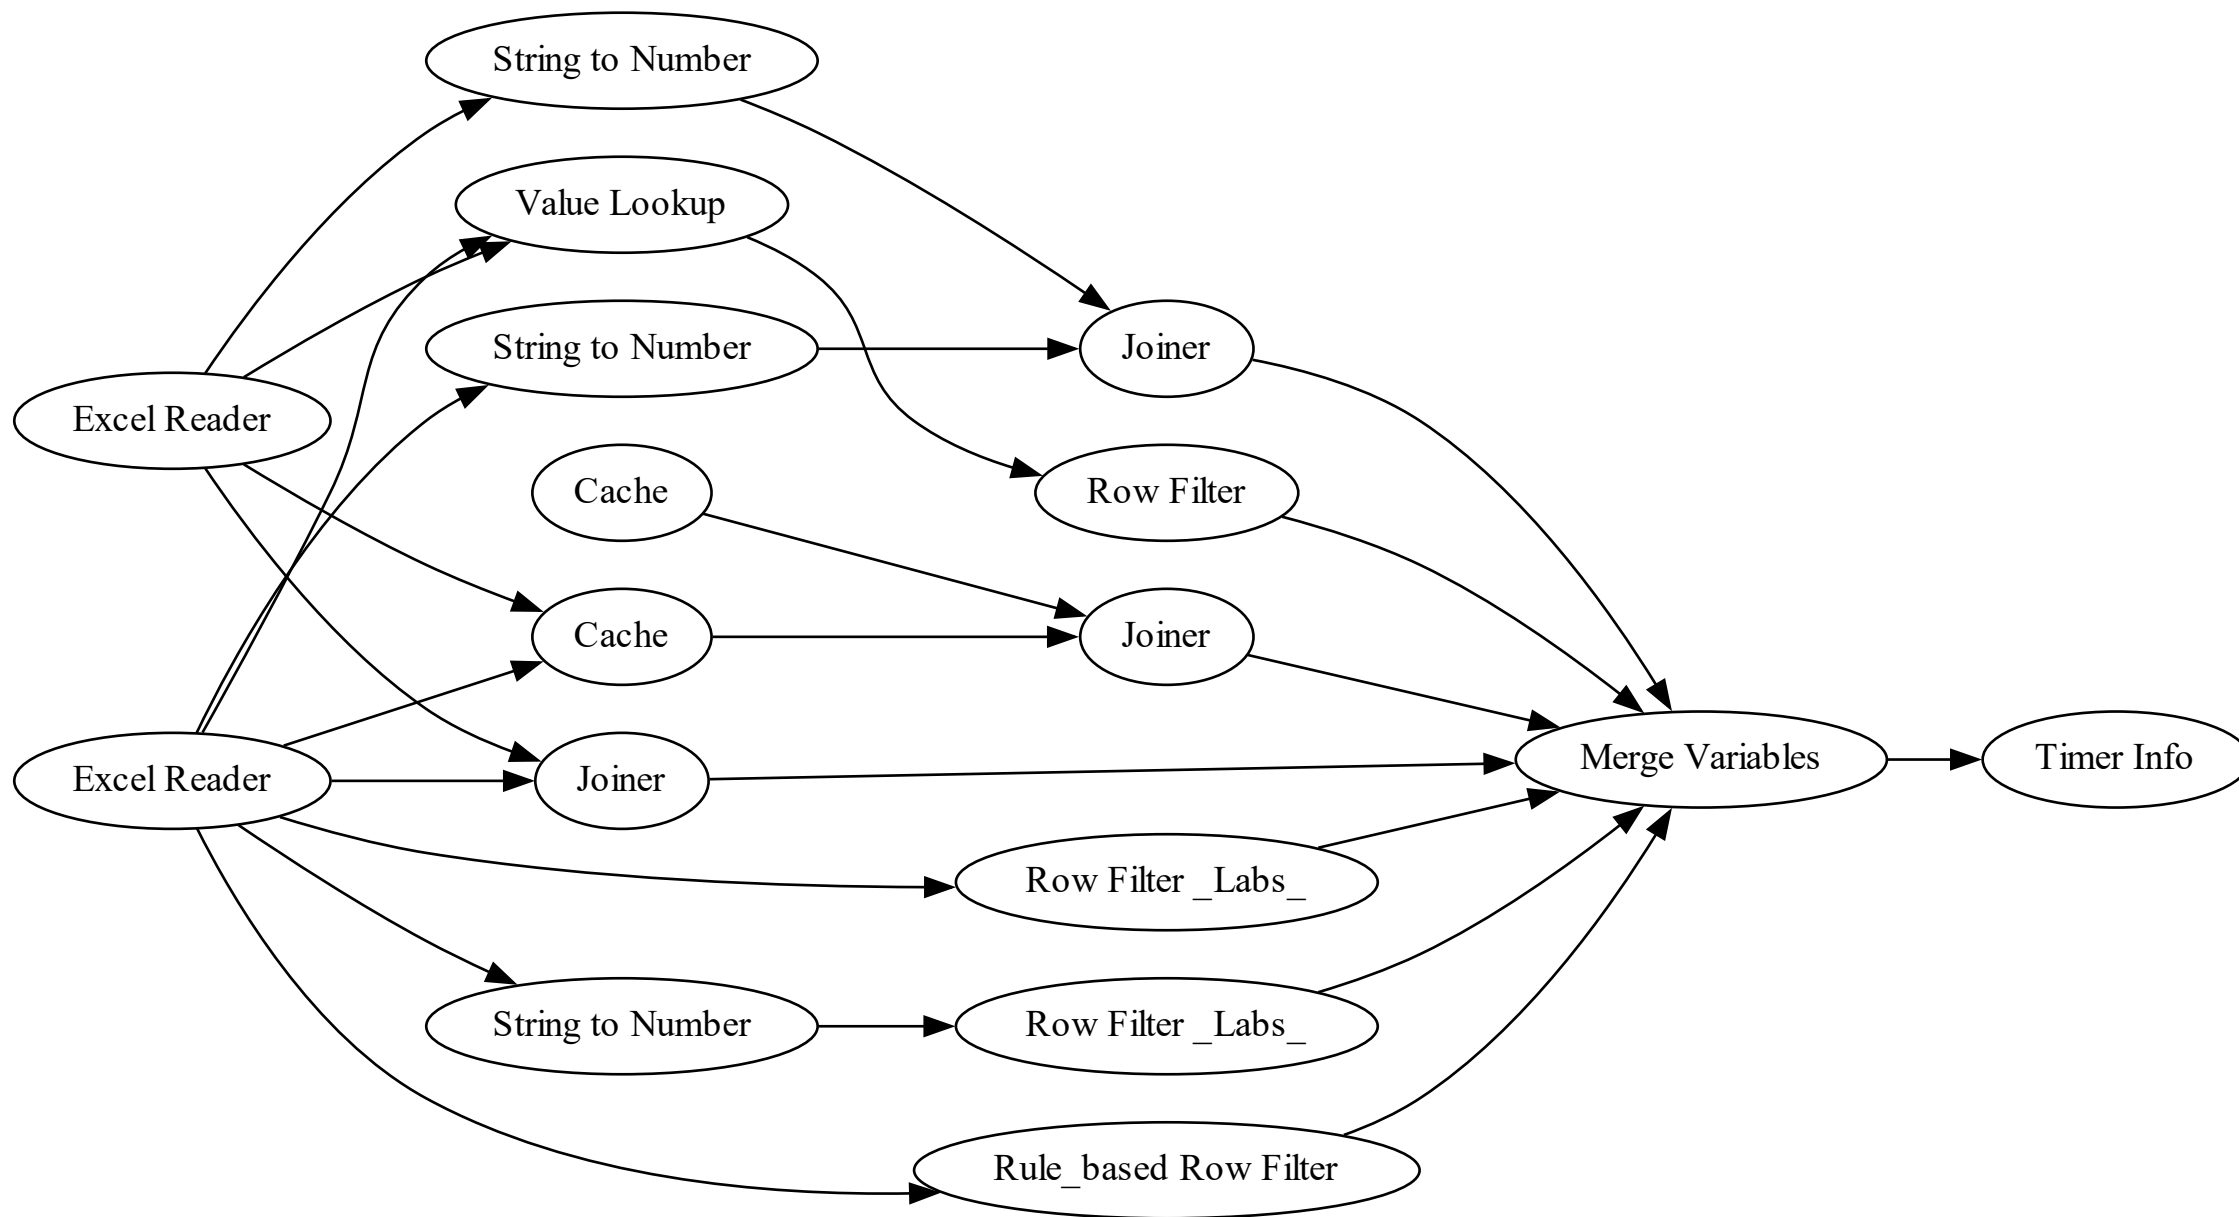 String to Number
Value Lookup
String to Number
Joiner
Excel Reader
Cache
Row Filter
Cache
Joiner
Excel Reader
Joiner
Merge Variables
Timer Info
Row Filter _Labs_
String to Number
Row Filter _Labs_
Rule_based Row Filter